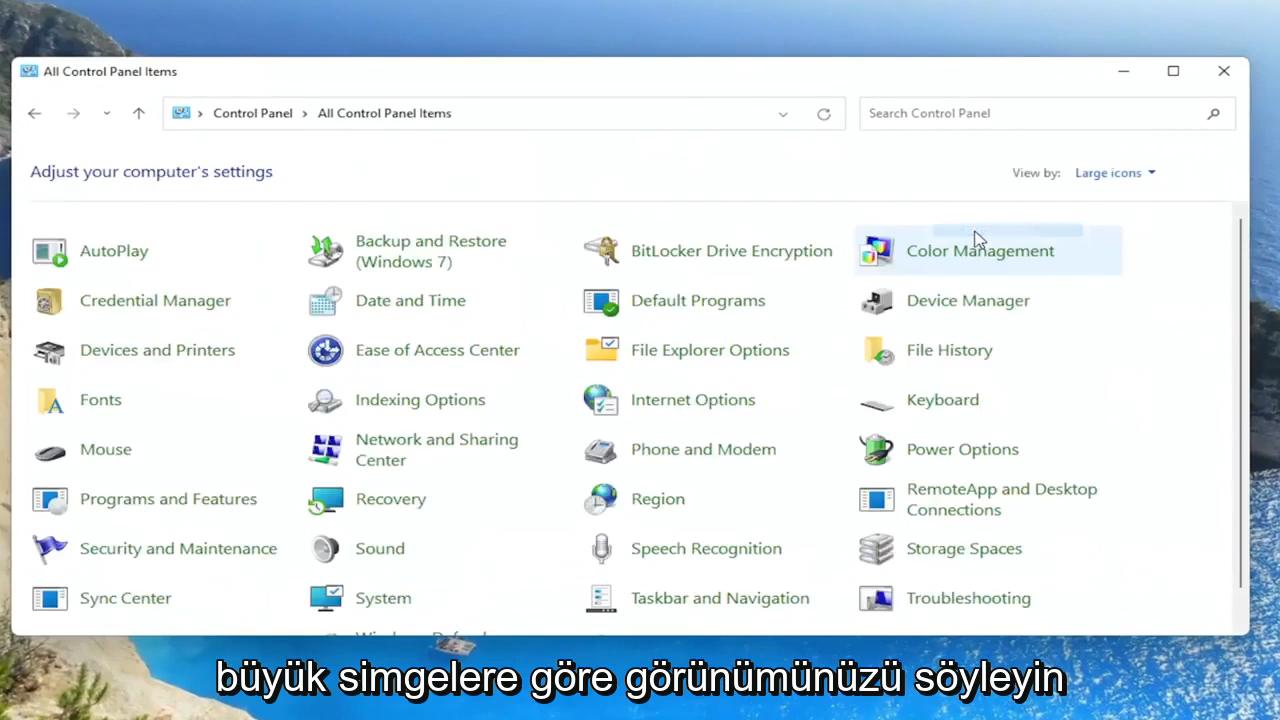 All Control Panel Items
Control Panel > All Control Panel Items
Search Control Panel
Adjust your computer's settings
View by: Large icons
AutoPlay
Backup and Restore
(Windows 7)
BitLocker Drive Encryption
Color Management
Credential Manager
Date and Time
Default Programs
Device Manager
Devices and Printers
Ease of Access Center
File Explorer Options
File History
Fonts
Indexing Options
Internet Options
Keyboard
Mouse
Network and Sharing
Center
Phone and Modem
Power Options
Programs and Features
Recovery
Region
RemoteApp and Desktop
Connections
Security and Maintenance
Sound
Speech Recognition
Storage Spaces
Sync Center
System
Taskbar and Navigation
Troubleshooting
büyük simgelere göre görünümünüzü söyleyin